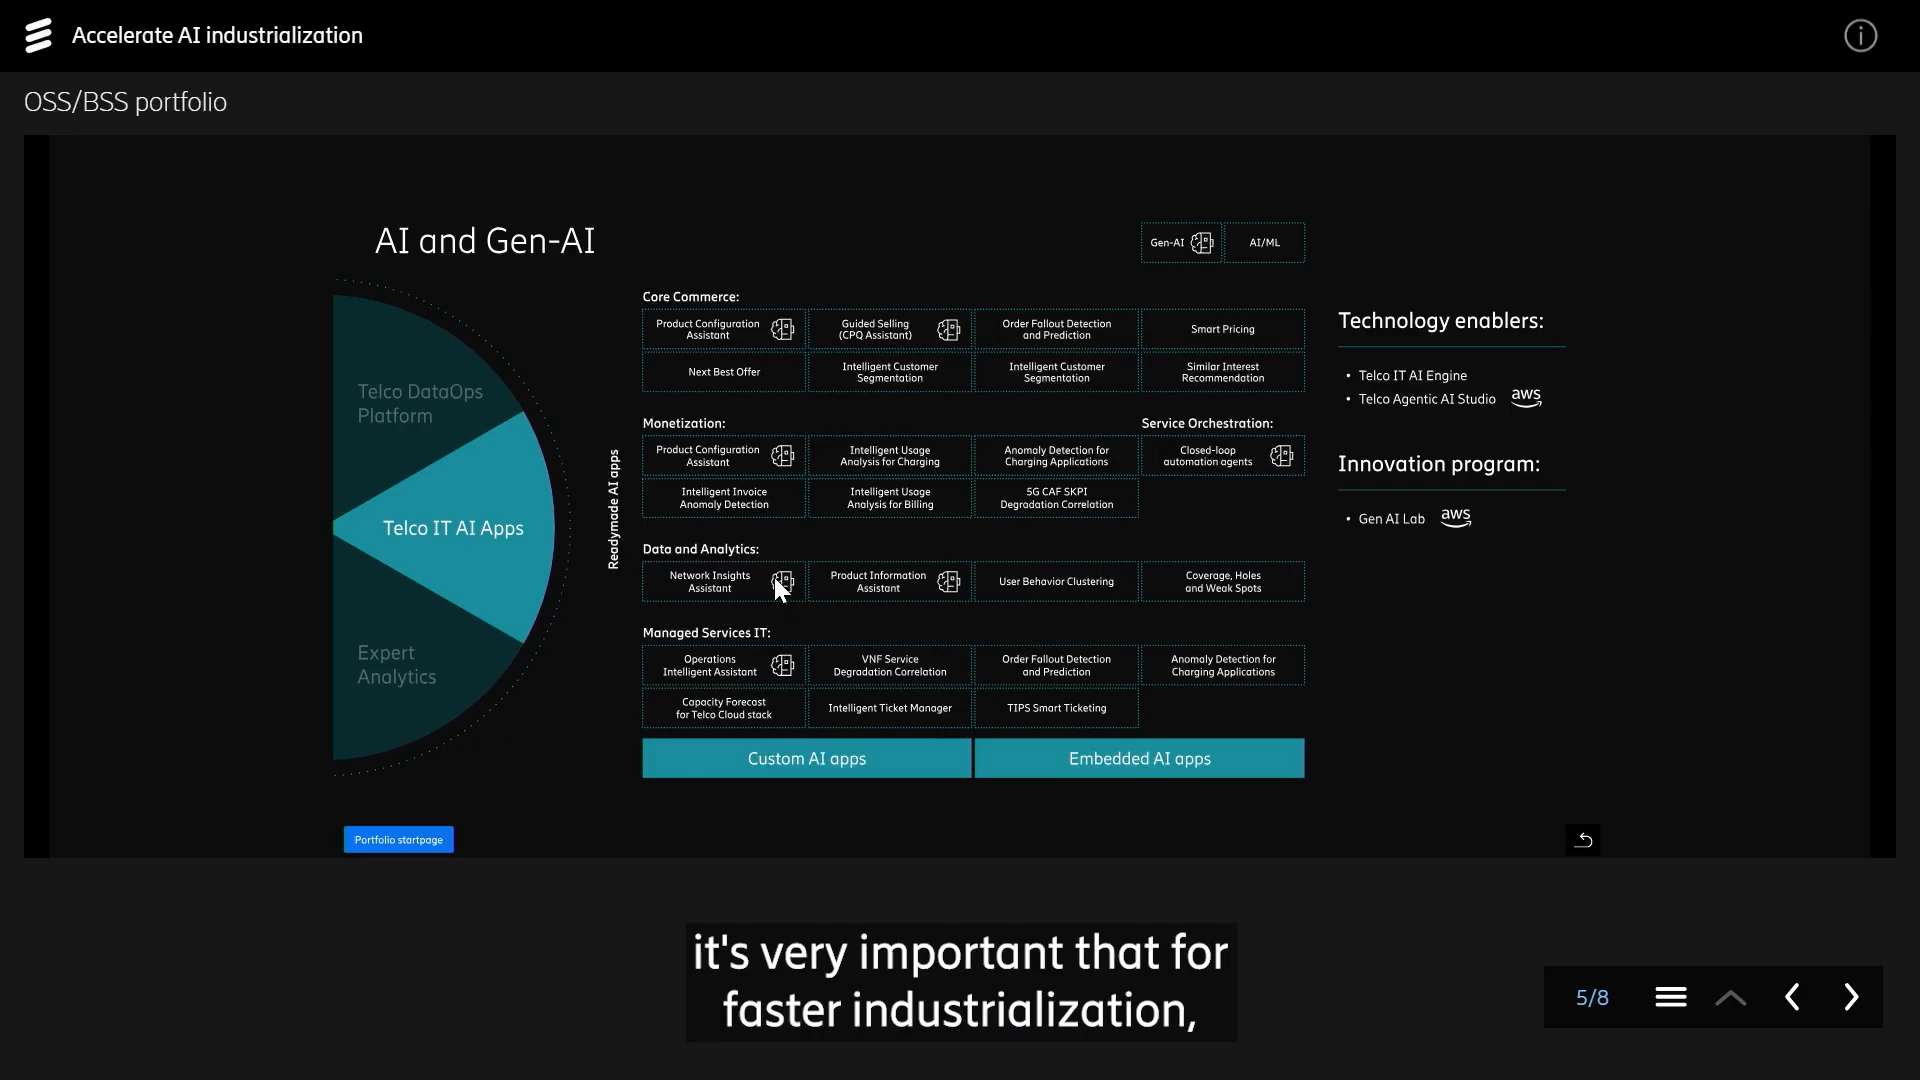 Accelerate AI industrialization
OSS/BSS portfolio
AI and Gen-AI
Gen-AI
AI/ML
Telco DataOps
Platform
Telco IT AI Apps
Expert
Analytics
Readymade AI apps
Core Commerce:
Product Configuration
Assistant
Guided Selling
(CPQ Assistant)
Order Fallout Detection
and Prediction
Smart Pricing
Next Best Offer
Intelligent Customer
Segmentation
Intelligent Customer
Segmentation
Similar Interest
Recommendation
Monetization:
Service Orchestration:
Product Configuration
Assistant
Intelligent Usage
Analysis for Charging
Anomaly Detection for
Charging Applications
Closed-loop
automation agents
Intelligent Invoice
Anomaly Detection
Intelligent Usage
Analysis for Billing
5G CAF SKPI
Degradation Correlation
Data and Analytics:
Network Insights
Assistant
Product Information
Assistant
User Behavior Clustering
Coverage, Holes
and Weak Spots
Managed Services IT:
Operations
Intelligent Assistant
VNF Service
Degradation Correlation
Order Fallout Detection
and Prediction
Anomaly Detection for
Charging Applications
Capacity Forecast
for Telco Cloud stack
Intelligent Ticket Manager
TIPS Smart Ticketing
Custom AI apps
Embedded AI apps
Technology enablers:
• Telco IT AI Engine
• Telco Agentic AI Studio aws
Innovation program:
• Gen AI Lab aws
Portfolio startpage
it's very important that for
faster industrialization,
5/8